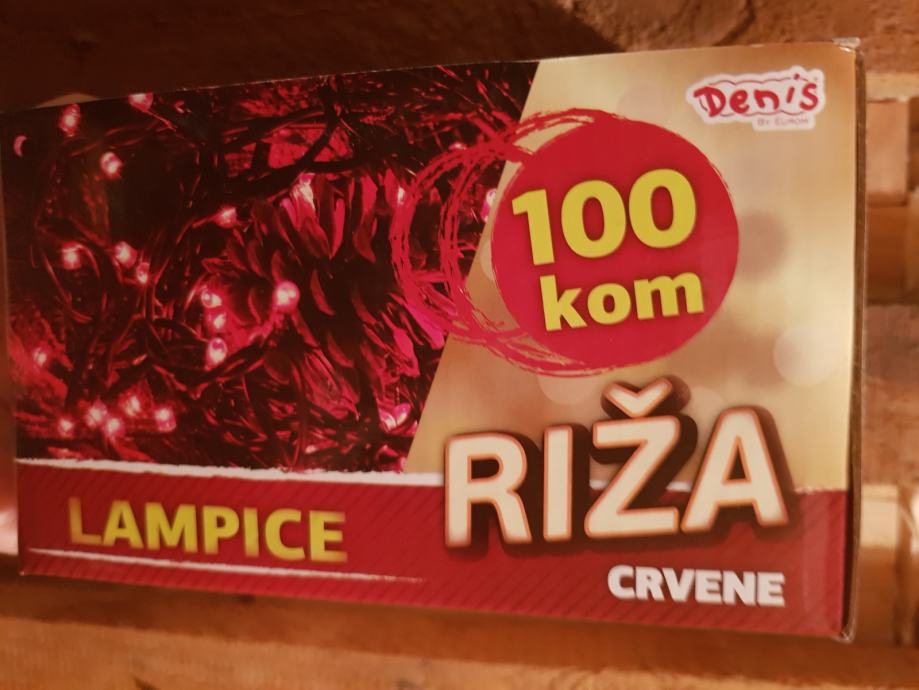 Denis
BY EUROM
100
kom
RIŽA
LAMPICE
CRVENE